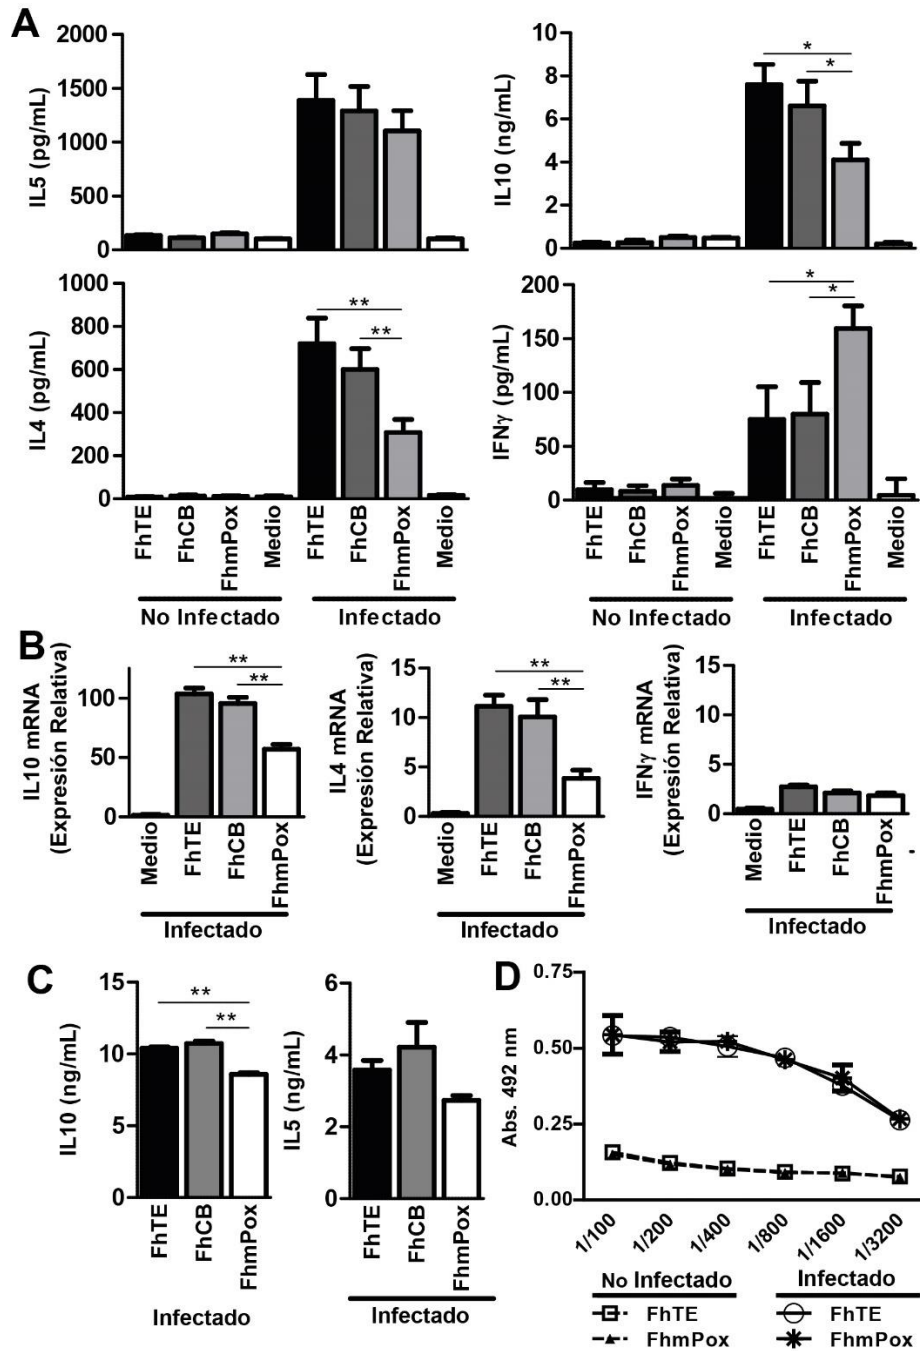 A
IL5 (pg/mL)
2000
1500
1000
500
0
IL10 (ng/mL)
10
8
6
4
2
0
*
*
IL4 (pg/mL)
800
600
400
200
0
**
**
IFNγ (pg/mL)
200
150
100
50
0
*
*
FhTE
FhCB
FhmPox
Medio
FhTE
FhCB
FhmPox
Medio
No Infectado
Infectado
FhTE
FhCB
FhmPox
Medio
FhTE
FhCB
FhmPox
Medio
No Infectado
Infectado
B
IL10 mRNA
(Expresión Relativa)
100
50
0
**
**
Medio
FhTE
FhCB
FhmPox
Infectado
IL4 mRNA
(Expresión Relativa)
15
10
5
0
**
**
Medio
FhTE
FhCB
FhmPox
Infectado
IFNγ mRNA
(Expresión Relativa)
15
10
5
0
Medio
FhTE
FhCB
FhmPox
Infectado
C
IL10 (ng/mL)
15
10
5
0
**
**
FhTE
FhCB
FhmPox
Infectado
IL5 (ng/mL)
6
4
2
0
FhTE
FhCB
FhmPox
Infectado
D
Abs. 492 nm
0.75
0.50
0.25
0.00
1/100
1/200
1/400
1/800
1/1600
1/3200
No Infectado
Infectado
FhTE
FhTE
FhmPox
FhmPox